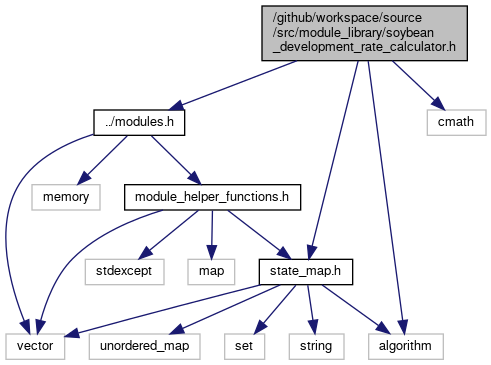 /github/workspace/source
/src/module_library/soybean
_development_rate_calculator.h
../modules.h
cmath
memory
module_helper_functions.h
stdexcept
map
state_map.h
vector
unordered_map
set
string
algorithm